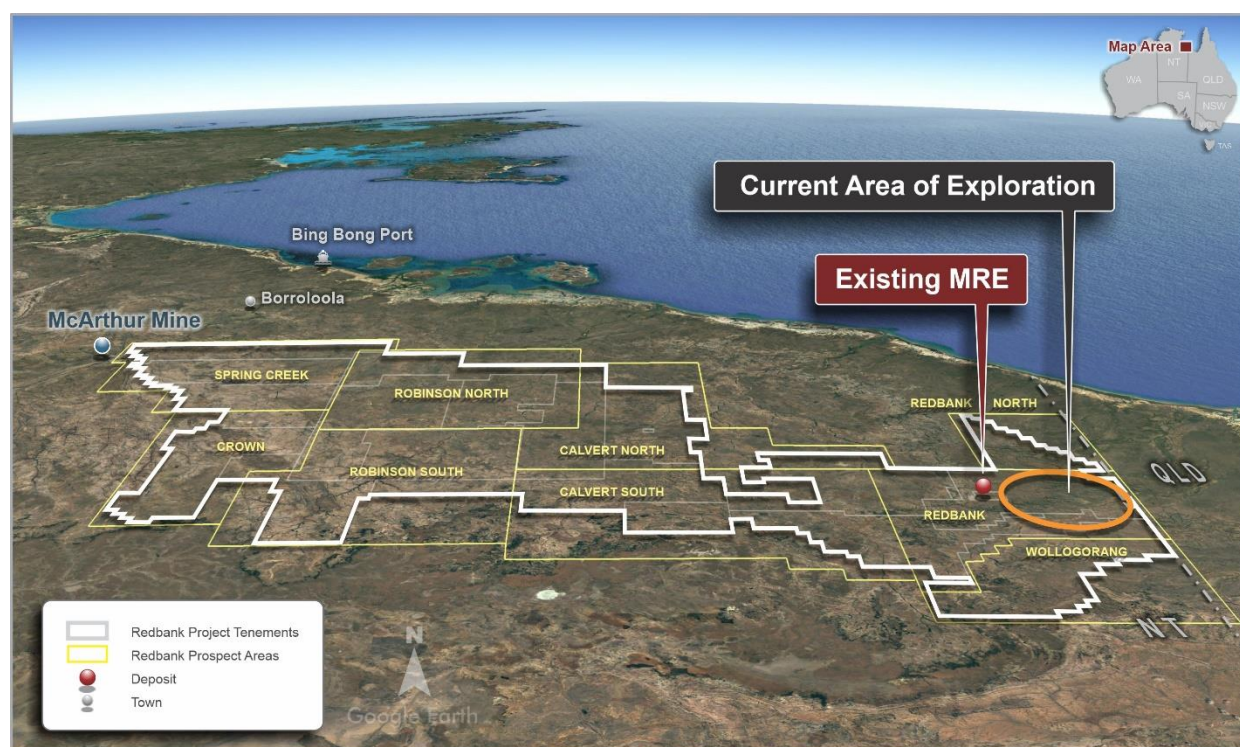 Map Area
NT
WA
QLD
SA
NSW
TAS
Current Area of Exploration
Existing MRE
Bing Bong Port
Borroloola
McArthur Mine
SPRING CREEK
ROBINSON NORTH
REDBANK NORTH
CROWN
CALVERT NORTH
ROBINSON SOUTH
CALVERT SOUTH
QLD
REDBANK
WOLLOGORANG
NT
Redbank Project Tenements
Redbank Prospect Areas
Deposit
Town
N
Google Earth